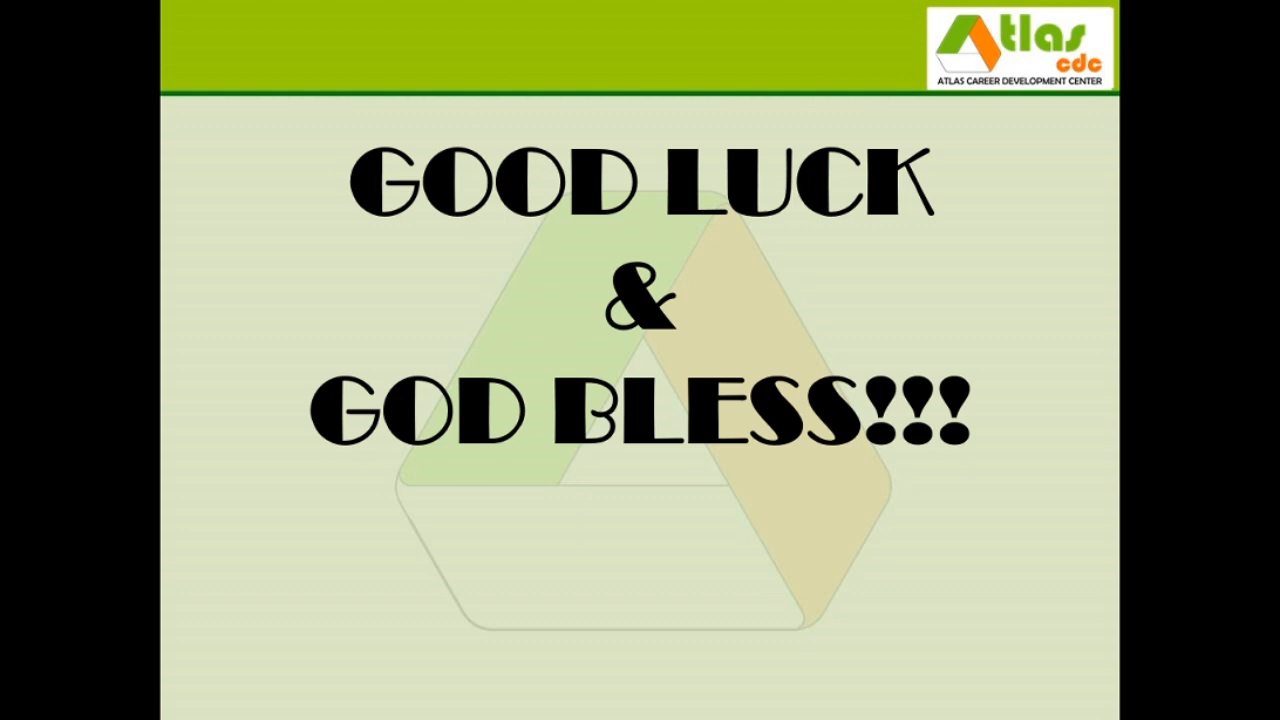 Atlas
cdc
ATLAS CAREER DEVELOPMENT CENTER
GOOD LUCK
&
GOD BLESS!!!